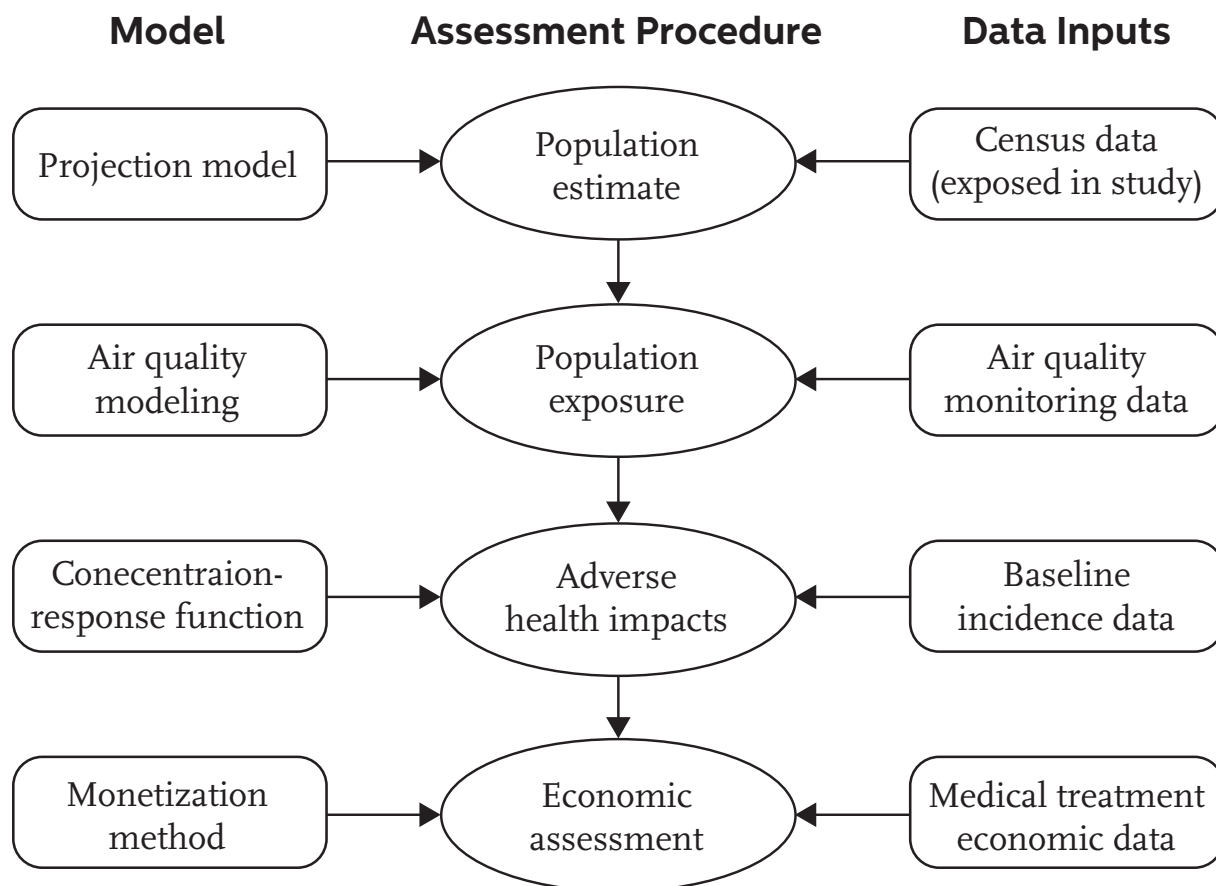 Model
Assessment Procedure
Data Inputs
Projection model
Population
estimate
Census data
(exposed in study)
Air quality
modeling
Population
exposure
Air quality
monitoring data
Conecentraion-
response function
Adverse
health impacts
Baseline
incidence data
Monetization
method
Economic
assessment
Medical treatment
economic data